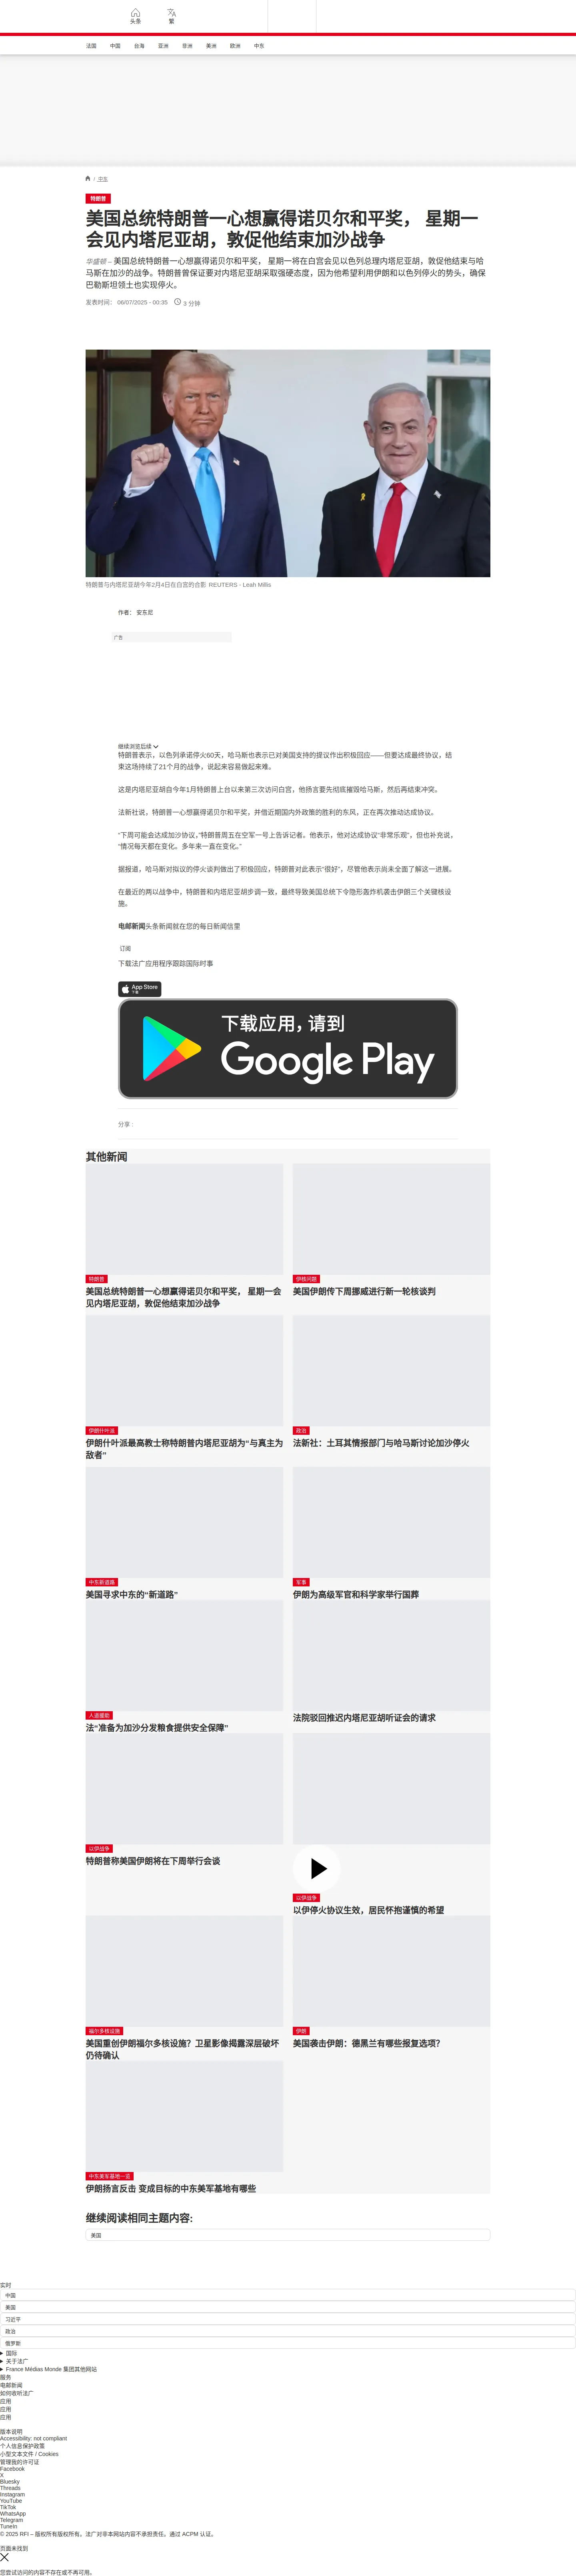 头条
繁
法国
中国
台海
亚洲
非洲
美洲
欧洲
中东
/ 中东
特朗普
美国总统特朗普一心想赢得诺贝尔和平奖， 星期一
会见内塔尼亚胡，敦促他结束加沙战争
华盛顿 – 美国总统特朗普一心想赢得诺贝尔和平奖， 星期一将在白宫会见以色列总理内塔尼亚胡，敦促他结束与哈
马斯在加沙的战争。特朗普曾保证要对内塔尼亚胡采取强硬态度，因为他希望利用伊朗和以色列停火的势头，确保
巴勒斯坦领土也实现停火。
发表时间： 06/07/2025 - 00:35
3 分钟
特朗普与内塔尼亚胡今年2月4日在白宫的合影 REUTERS - Leah Millis
作者： 安东尼
广告
继续浏览后续
特朗普表示，以色列承诺停火60天，哈马斯也表示已对美国支持的提议作出积极回应——但要达成最终协议，结
束这场持续了21个月的战争，说起来容易做起来难。
这是内塔尼亚胡自今年1月特朗普上台以来第三次访问白宫，他扬言要先彻底摧毁哈马斯，然后再结束冲突。
法新社说，特朗普一心想赢得诺贝尔和平奖，并借近期国内外政策的胜利的东风，正在再次推动达成协议。
“下周可能会达成加沙协议，”特朗普周五在空军一号上告诉记者。他表示，他对达成协议“非常乐观”，但也补充说，
“情况每天都在变化。多年来一直在变化。”
据报道，哈马斯对拟议的停火谈判做出了积极回应，特朗普对此表示“很好”，尽管他表示尚未全面了解这一进展。
在最近的两以战争中，特朗普和内塔尼亚胡步调一致，最终导致美国总统下令隐形轰炸机袭击伊朗三个关键核设
施。
电邮新闻头条新闻就在您的每日新闻信里
订阅
下载法广应用程序跟踪国际时事
App Store
下载
下载应用，请到
Google Play
分享 :
其他新闻
特朗普
美国总统特朗普一心想赢得诺贝尔和平奖， 星期一会
见内塔尼亚胡，敦促他结束加沙战争
伊核问题
美国伊朗传下周挪威进行新一轮核谈判
伊朗什叶派
伊朗什叶派最高教士称特朗普内塔尼亚胡为“与真主为
敌者”
政治
法新社：土耳其情报部门与哈马斯讨论加沙停火
中东新道路
美国寻求中东的“新道路”
军事
伊朗为高级军官和科学家举行国葬
人道援助
法“准备为加沙分发粮食提供安全保障”
法院驳回推迟内塔尼亚胡听证会的请求
以伊战争
特朗普称美国伊朗将在下周举行会谈
以伊战争
以伊停火协议生效，居民怀抱谨慎的希望
福尔多核设施
美国重创伊朗福尔多核设施？卫星影像揭露深层破坏
仍待确认
伊朗
美国袭击伊朗：德黑兰有哪些报复选项？
中东美军基地一览
伊朗扬言反击 变成目标的中东美军基地有哪些
继续阅读相同主题内容:
美国
实时
中国
美国
习近平
政治
俄罗斯
国际
关于法广
France Médias Monde 集团其他网站
服务
电邮新闻
如何收听法广
应用
应用
应用
版本说明
Accessibility: not compliant
个人信息保护政策
小型文本文件 / Cookies
管理我的许可证
Facebook
X
Bluesky
Threads
Instagram
YouTube
TikTok
WhatsApp
Telegram
TuneIn
© 2025 RFI – 版权所有版权所有。法广对非本网站内容不承担责任。通过 ACPM 认证。
页面未找到
您尝试访问的内容不存在或不再可用。